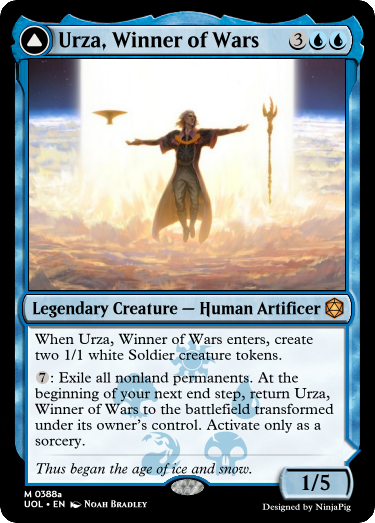 Urza, Winner of Wars 3
Legendary Creature — Human Artificer
When Urza, Winner of Wars enters, create
two 1/1 white Soldier creature tokens.
7: Exile all nonland permanents. At the
beginning of your next end step, return Urza,
Winner of Wars to the battlefield transformed
under its owner's control. Activate only as a
sorcery.
Thus began the age of ice and snow.
1/5
M 0388a
UOL • EN Noah Bradley
Designed by NinjaPig